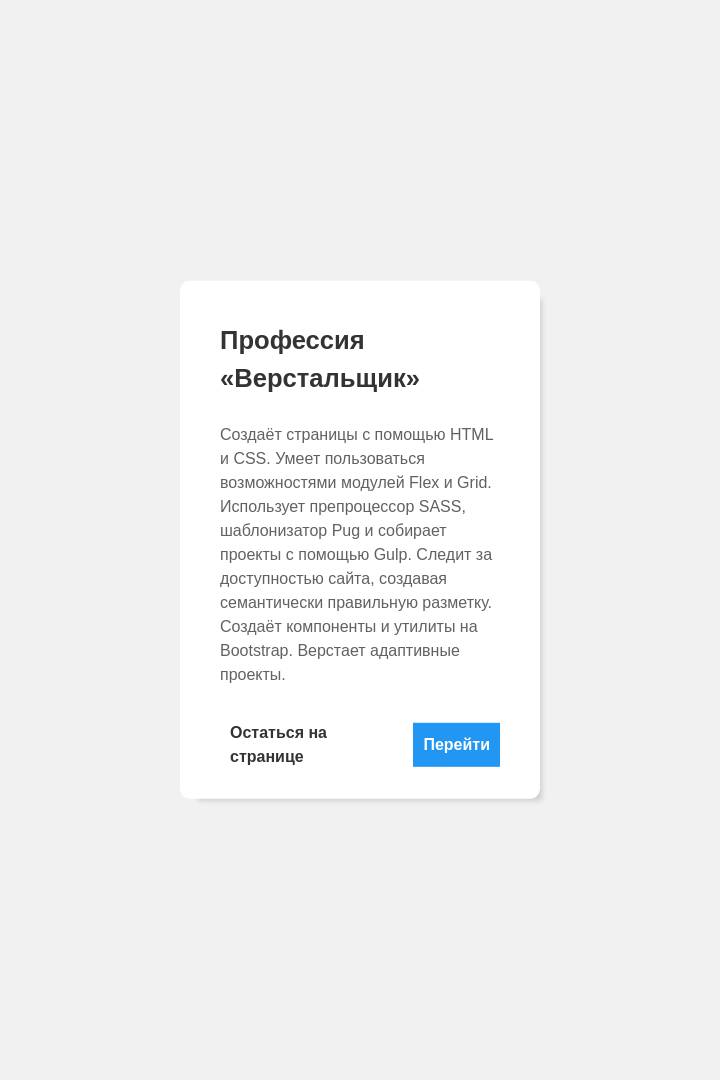 Профессия
«Верстальщик»
Создаёт страницы с помощью HTML
и CSS. Умеет пользоваться
возможностями модулей Flex и Grid.
Использует препроцессор SASS,
шаблонизатор Pug и собирает
проекты с помощью Gulp. Следит за
доступностью сайта, создавая
семантически правильную разметку.
Создаёт компоненты и утилиты на
Bootstrap. Верстает адаптивные
проекты.
Остаться на
странице
Перейти